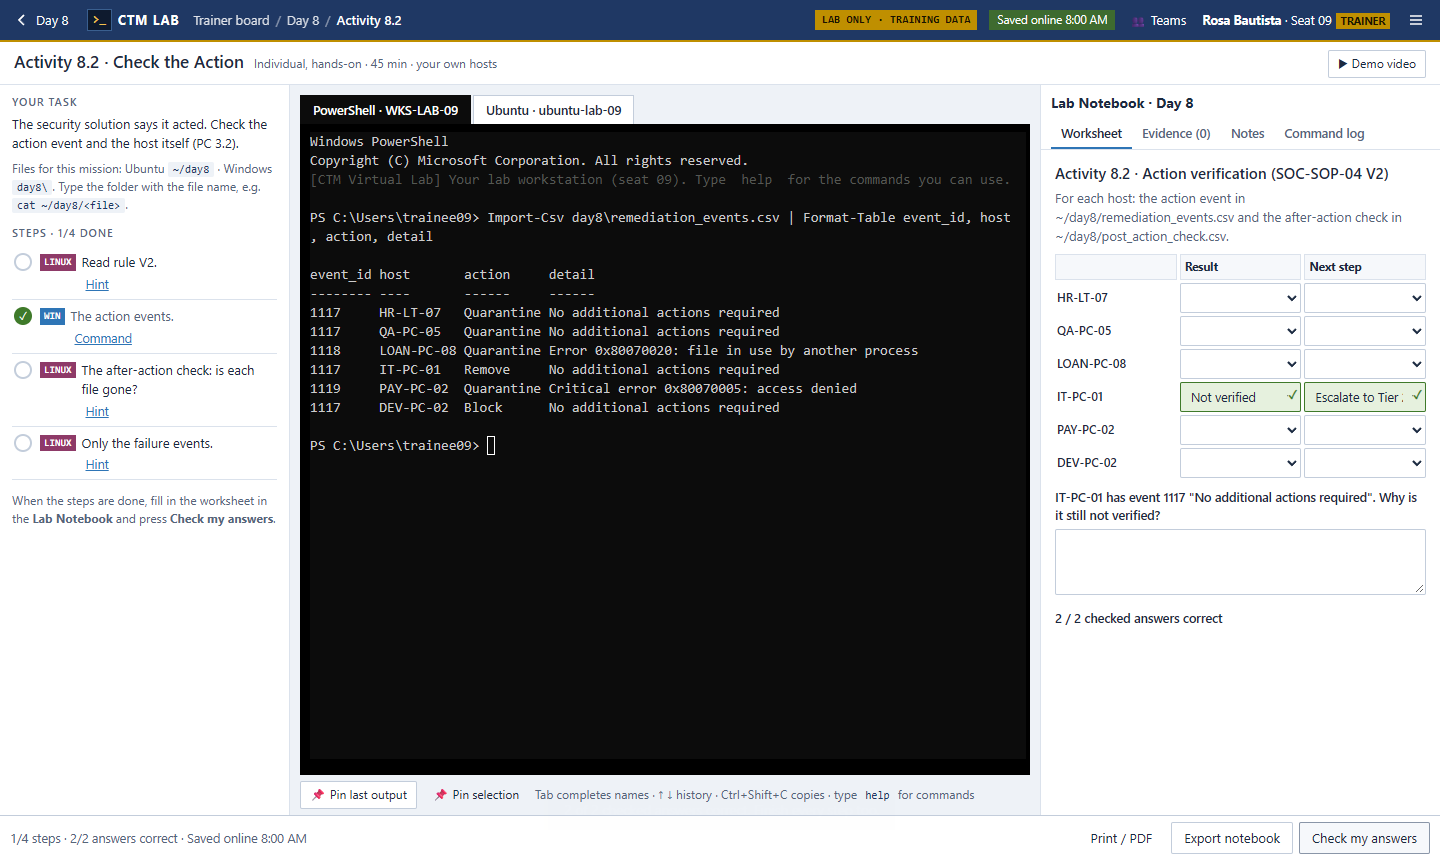 Day 8
>_ CTM LAB
Trainer board / Day 8 / Activity 8.2
LAB ONLY · TRAINING DATA
Saved online 8:00 AM
Teams
Rosa Bautista · Seat 09 TRAINER
Activity 8.2 · Check the Action
Individual, hands-on · 45 min · your own hosts
▶ Demo video
YOUR TASK
The security solution says it acted. Check the
action event and the host itself (PC 3.2).
Files for this mission: Ubuntu ~/day8 · Windows
day8\ . Type the folder with the file name, e.g.
cat ~/day8/<file> .
STEPS · 1/4 DONE
LINUX Read rule V2.
Hint
WIN The action events.
Command
LINUX The after-action check: is each
file gone?
Hint
LINUX Only the failure events.
Hint
When the steps are done, fill in the worksheet in
the Lab Notebook and press Check my answers.
PowerShell · WKS-LAB-09
Ubuntu · ubuntu-lab-09
Windows PowerShell
Copyright (C) Microsoft Corporation. All rights reserved.
[CTM Virtual Lab] Your lab workstation (seat 09). Type  help  for the commands you can use.
PS C:\Users\trainee09> Import-Csv day8\remediation_events.csv | Format-Table event_id, host
, action, detail
event_id host       action     detail
-------- ----       ------     ------
1117     HR-LT-07   Quarantine No additional actions required
1117     QA-PC-05   Quarantine No additional actions required
1118     LOAN-PC-08 Quarantine Error 0x80070020: file in use by another process
1117     IT-PC-01   Remove     No additional actions required
1119     PAY-PC-02  Quarantine Critical error 0x80070005: access denied
1117     DEV-PC-02  Block      No additional actions required
PS C:\Users\trainee09>
Pin last output
Pin selection
Tab completes names · ↑↓ history · Ctrl+Shift+C copies · type help for commands
Lab Notebook · Day 8
Worksheet Evidence (0) Notes Command log
Activity 8.2 · Action verification (SOC-SOP-04 V2)
For each host: the action event in
~/day8/remediation_events.csv and the after-action check in
~/day8/post_action_check.csv.
Result Next step
HR-LT-07
QA-PC-05
LOAN-PC-08
IT-PC-01 Not verified ✓ Escalate to Tier ✓
PAY-PC-02
DEV-PC-02
IT-PC-01 has event 1117 "No additional actions required". Why is
it still not verified?
2 / 2 checked answers correct
1/4 steps · 2/2 answers correct · Saved online 8:00 AM
Print / PDF
Export notebook
Check my answers